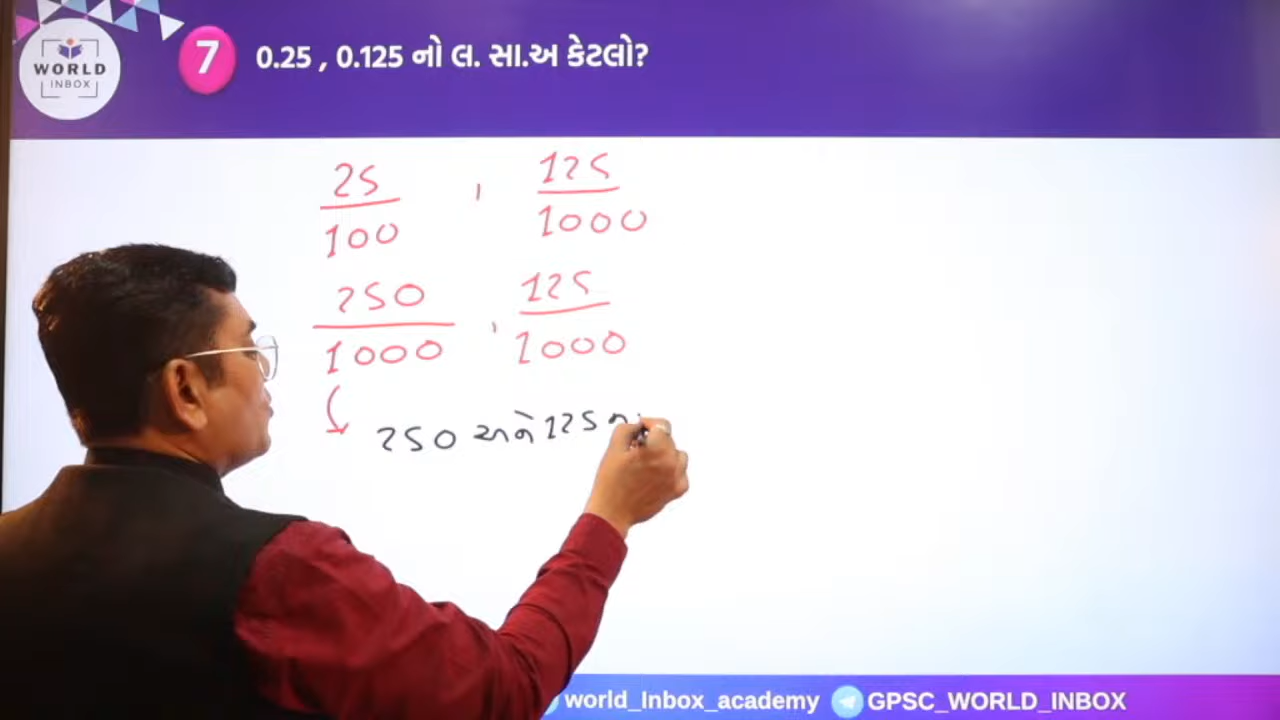 WORLD
INBOX
7
0.25 , 0.125 નો લ. સા.અ કેટલો?
25/100 , 125/1000
250/1000 , 125/1000
250 અને 125
world_Inbox_academy
GPSC_WORLD_INBOX